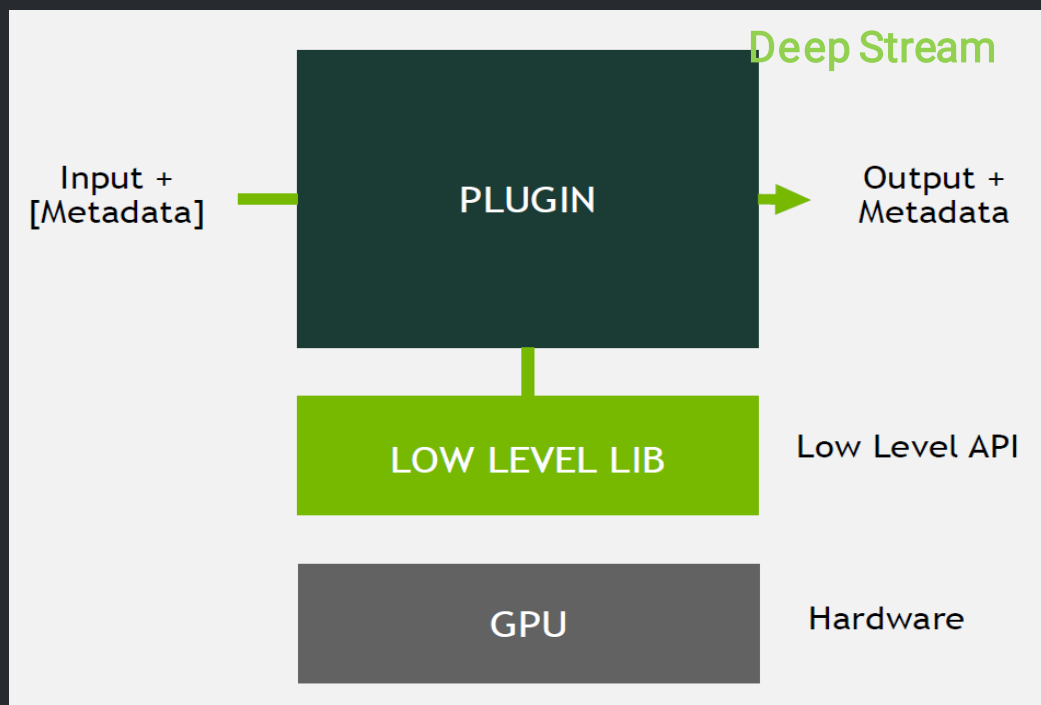 Deep Stream
Input +
[Metadata]
PLUGIN
Output +
Metadata
LOW LEVEL LIB
Low Level API
GPU
Hardware